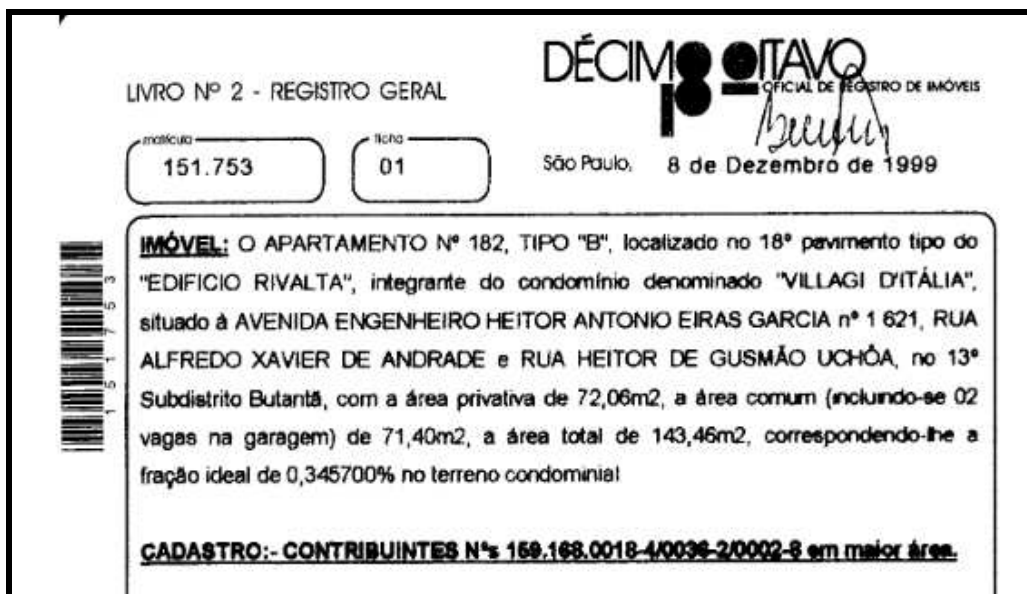 DÉCIMO OITAVO
18º
OFICIAL DE REGISTRO DE IMÓVEIS
LIVRO Nº 2 - REGISTRO GERAL
matrícula
151.753
ficha
01
São Paulo, 8 de Dezembro de 1999
IMÓVEL: O APARTAMENTO Nº 182, TIPO "B", localizado no 18º pavimento tipo do
"EDIFICIO RIVALTA", integrante do condomínio denominado "VILLAGI D'ITÁLIA",
situado à AVENIDA ENGENHEIRO HEITOR ANTONIO EIRAS GARCIA nº 1 621, RUA
ALFREDO XAVIER DE ANDRADE e RUA HEITOR DE GUSMÃO UCHÔA, no 13º
Subdistrito Butantã, com a área privativa de 72,06m2, a área comum (incluindo-se 02
vagas na garagem) de 71,40m2, a área total de 143,46m2, correspondendo-lhe a
fração ideal de 0,345700% no terreno condominial
CADASTRO:- CONTRIBUINTES Nºs 159.168.0018-4/0036-2/0002-8 em maior área.
151753